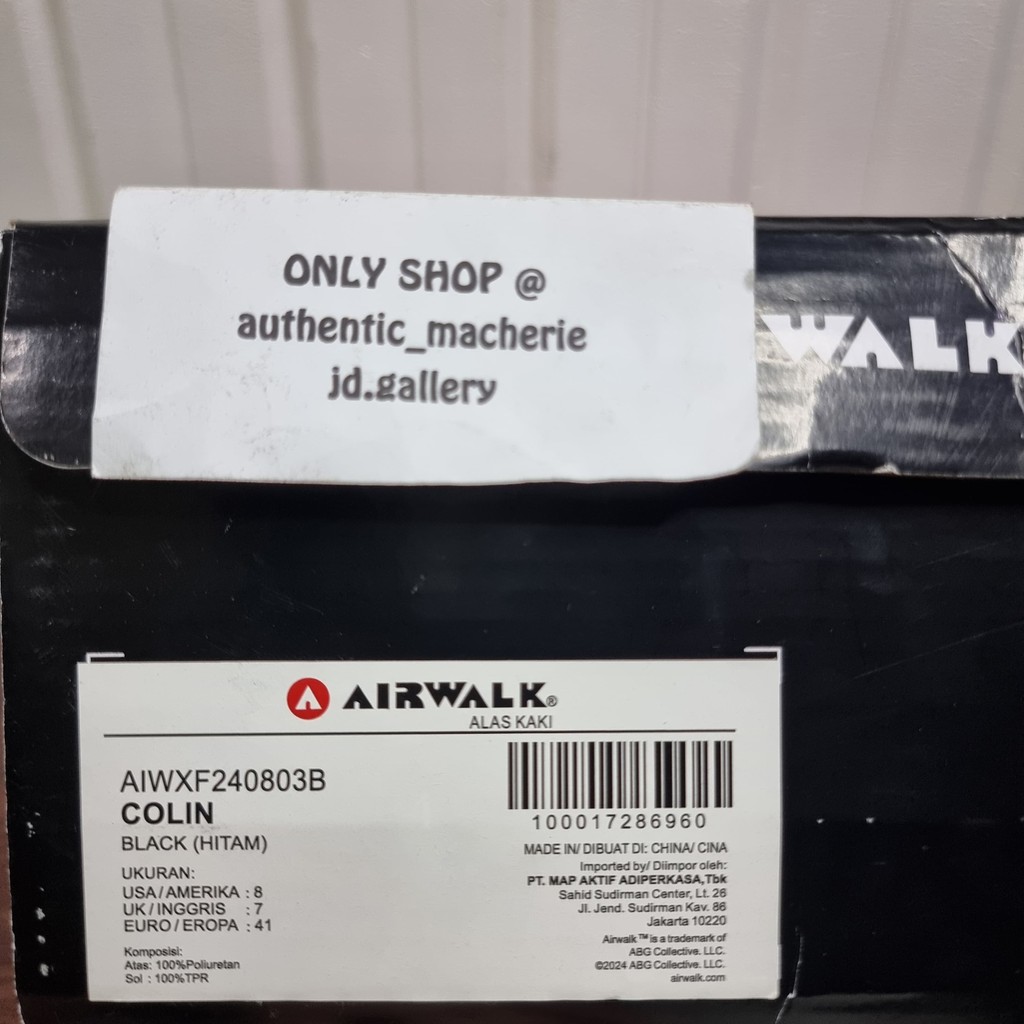 ONLY SHOP @
authentic_macherie
jd.gallery
WALK
AIRWALK®
ALAS KAKI
AIWXF240803B
COLIN
BLACK (HITAM)
UKURAN:
USA/AMERIKA : 8
UK/INGGRIS : 7
EURO/EROPA : 41
Komposisi:
Atas: 100%Poliuretan
Sol : 100%TPR
100017286960
MADE IN/ DIBUAT DI: CHINA/ CINA
Imported by/ Diimpor oleh:
PT. MAP AKTIF ADIPERKASA,Tbk
Sahid Sudirman Center, Lt. 26
Jl. Jend. Sudirman Kav. 86
Jakarta 10220
Airwalk™ is a trademark of
ABG Collective. LLC.
©2024 ABG Collective. LLC.
airwalk.com